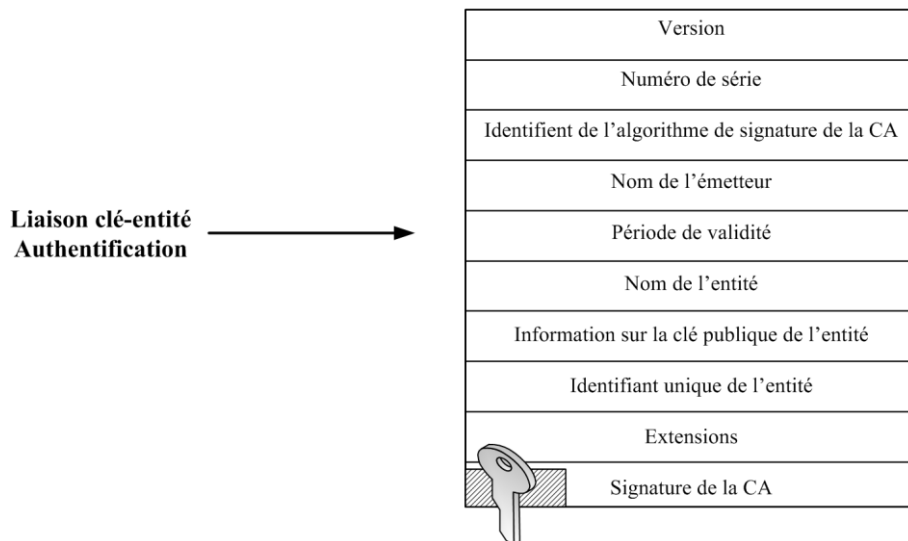 Version
Numéro de série
Identifient de l'algorithme de signature de la CA
Nom de l'émetteur
Liaison clé-entité
Authentification
Période de validité
Nom de l'entité
Information sur la clé publique de l'entité
Identifiant unique de l'entité
Extensions
Signature de la CA